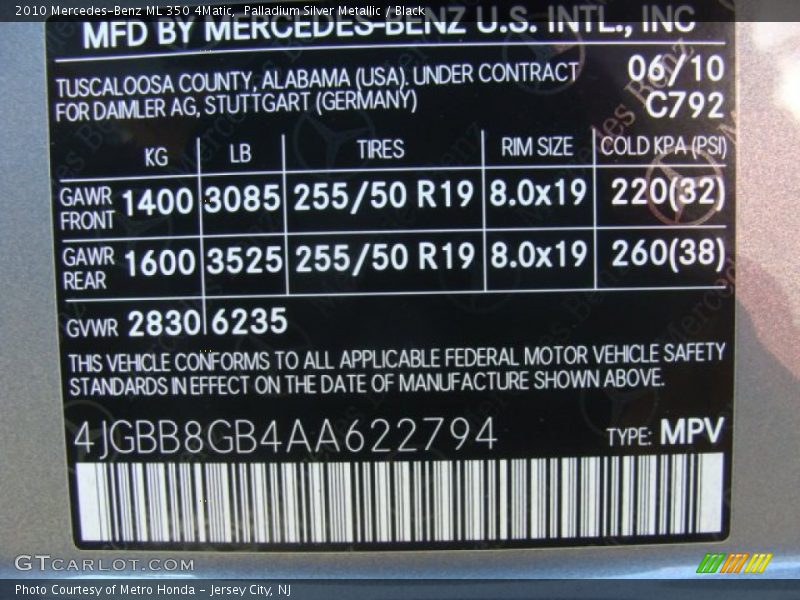 2010 Mercedes-Benz ML 350 4Matic, Palladium Silver Metallic / Black
MFD BY MERCEDES-BENZ U.S. INTL., INC
TUSCALOOSA COUNTY, ALABAMA (USA). UNDER CONTRACT 06/10
FOR DAIMLER AG, STUTTGART (GERMANY) C792
KG LB TIRES RIM SIZE COLD KPA (PSI)
GAWR FRONT 1400 3085 255/50 R19 8.0x19 220(32)
GAWR REAR 1600 3525 255/50 R19 8.0x19 260(38)
GVWR 2830 6235
THIS VEHICLE CONFORMS TO ALL APPLICABLE FEDERAL MOTOR VEHICLE SAFETY
STANDARDS IN EFFECT ON THE DATE OF MANUFACTURE SHOWN ABOVE.
4JGBB8GB4AA622794 TYPE: MPV
GTCARLOT.COM
Photo Courtesy of Metro Honda - Jersey City, NJ